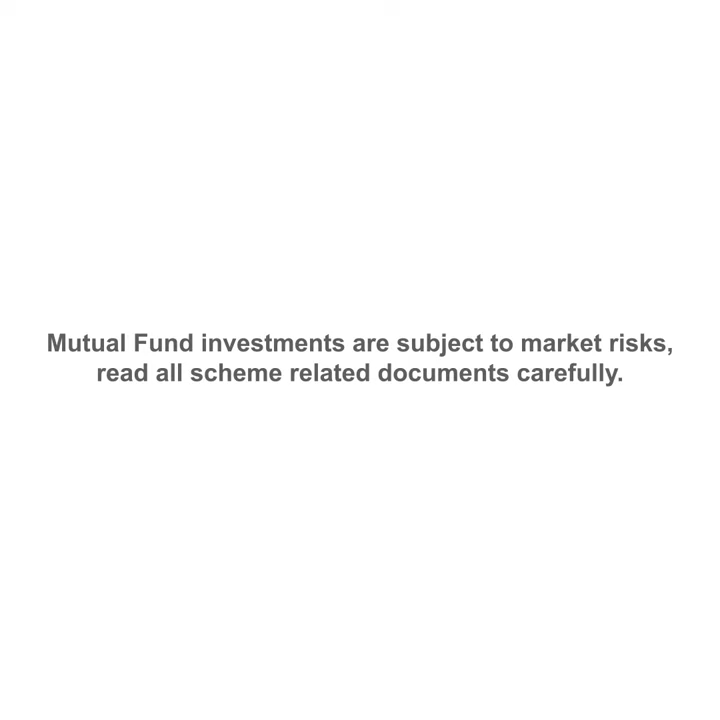 Mutual Fund investments are subject to market risks,
read all scheme related documents carefully.